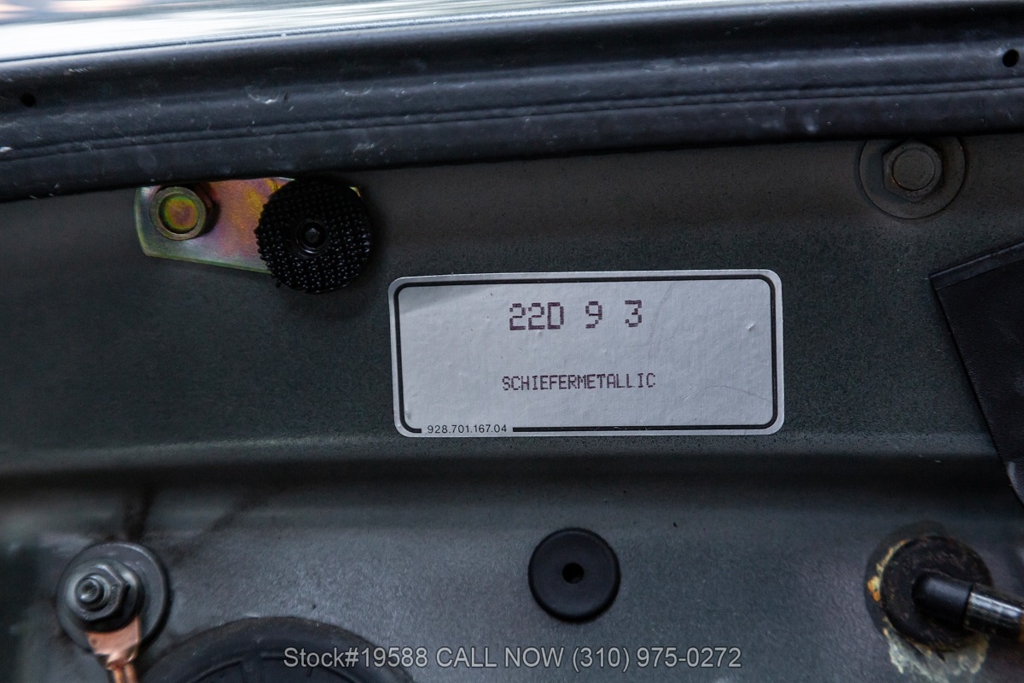 22D 9 3
SCHIEFERMETALLIC
928.701.167.04
Stock#19588 CALL NOW (310) 975-0272